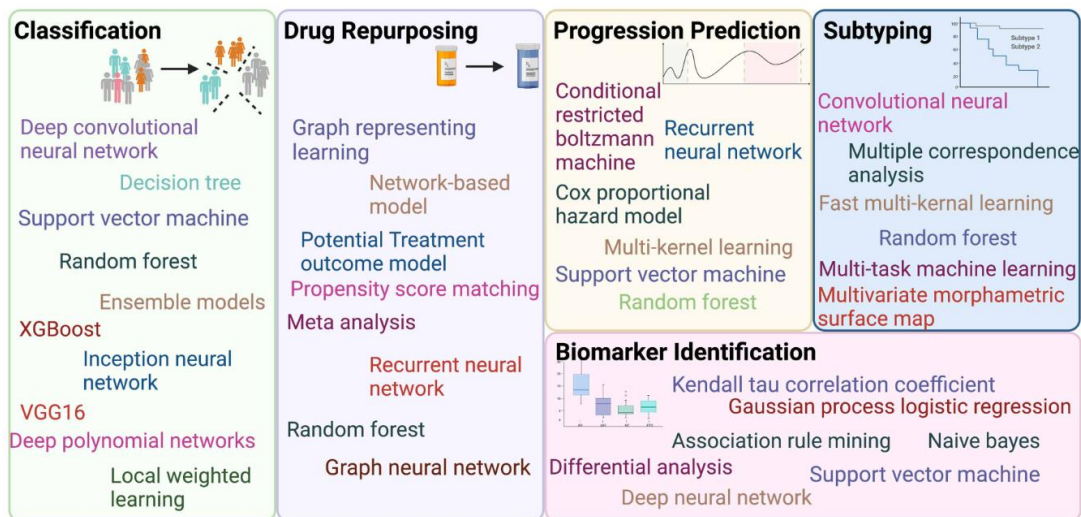 Classification
Deep convolutional
neural network
Decision tree
Support vector machine
Random forest
Ensemble models
XGBoost
Inception neural
network
VGG16
Deep polynomial networks
Local weighted
learning
Drug Repurposing
Graph representing
learning
Network-based
model
Potential Treatment
outcome model
Propensity score matching
Meta analysis
Recurrent neural
network
Random forest
Graph neural network
Progression Prediction
Conditional
restricted
boltzmann
machine
Recurrent
neural network
Cox proportional
hazard model
Multi-kernel learning
Support vector machine
Random forest
Subtyping
Subtype 1
Subtype 2
Convolutional neural
network
Multiple correspondence
analysis
Fast multi-kernal learning
Random forest
Multi-task machine learning
Multivariate morphametric
surface map
Biomarker Identification
Kendall tau correlation coefficient
Gaussian process logistic regression
Association rule mining
Naive bayes
Differential analysis
Support vector machine
Deep neural network